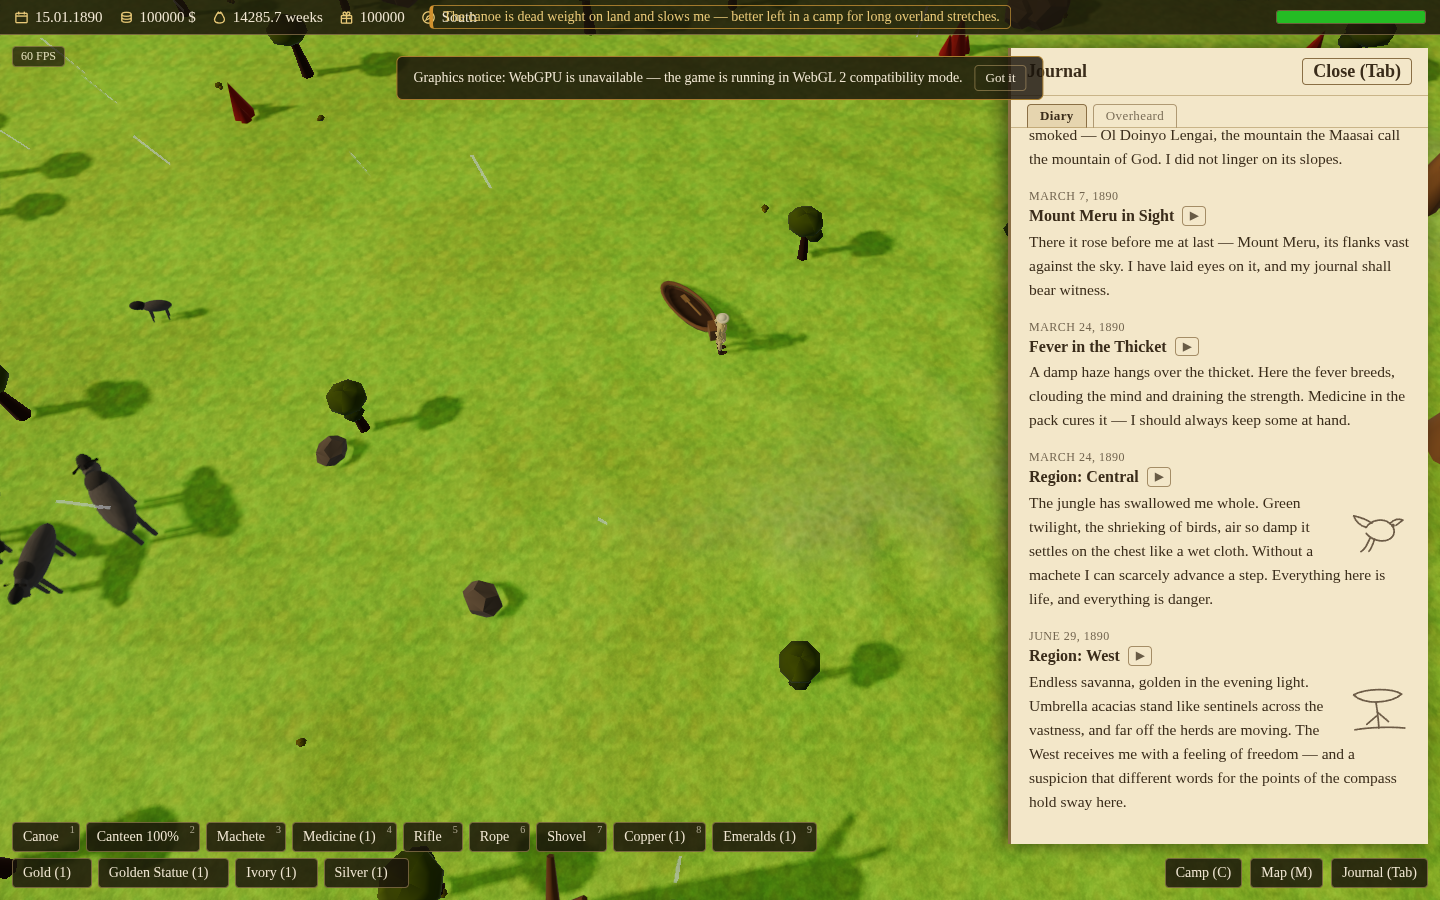 15.01.1890 100000 $ 14285.7 weeks 100000 South
The canoe is dead weight on land and slows me — better left in a camp for long overland stretches.
60 FPS
Graphics notice: WebGPU is unavailable — the game is running in WebGL 2 compatibility mode. Got it
Journal Close (Tab)
Diary Overheard
smoked — Ol Doinyo Lengai, the mountain the Maasai call
the mountain of God. I did not linger on its slopes.
MARCH 7, 1890
Mount Meru in Sight
There it rose before me at last — Mount Meru, its flanks vast
against the sky. I have laid eyes on it, and my journal shall
bear witness.
MARCH 24, 1890
Fever in the Thicket
A damp haze hangs over the thicket. Here the fever breeds,
clouding the mind and draining the strength. Medicine in the
pack cures it — I should always keep some at hand.
MARCH 24, 1890
Region: Central
The jungle has swallowed me whole. Green
twilight, the shrieking of birds, air so damp it
settles on the chest like a wet cloth. Without a
machete I can scarcely advance a step. Everything here is
life, and everything is danger.
JUNE 29, 1890
Region: West
Endless savanna, golden in the evening light.
Umbrella acacias stand like sentinels across the
vastness, and far off the herds are moving. The
West receives me with a feeling of freedom — and a
suspicion that different words for the points of the compass
hold sway here.
Canoe 1 Canteen 100% 2 Machete 3 Medicine (1) 4 Rifle 5 Rope 6 Shovel 7 Copper (1) 8 Emeralds (1) 9
Gold (1) Golden Statue (1) Ivory (1) Silver (1)
Camp (C) Map (M) Journal (Tab)